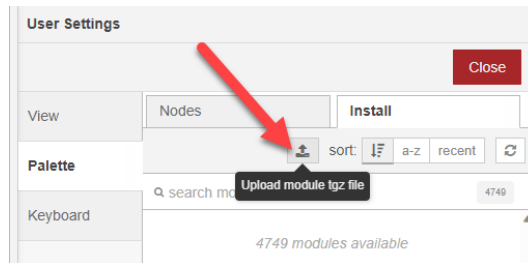 User Settings
Close
View
Nodes
Install
sort:
a-z
recent
Palette
Upload module tgz file
search mo
4749
Keyboard
4749 modules available